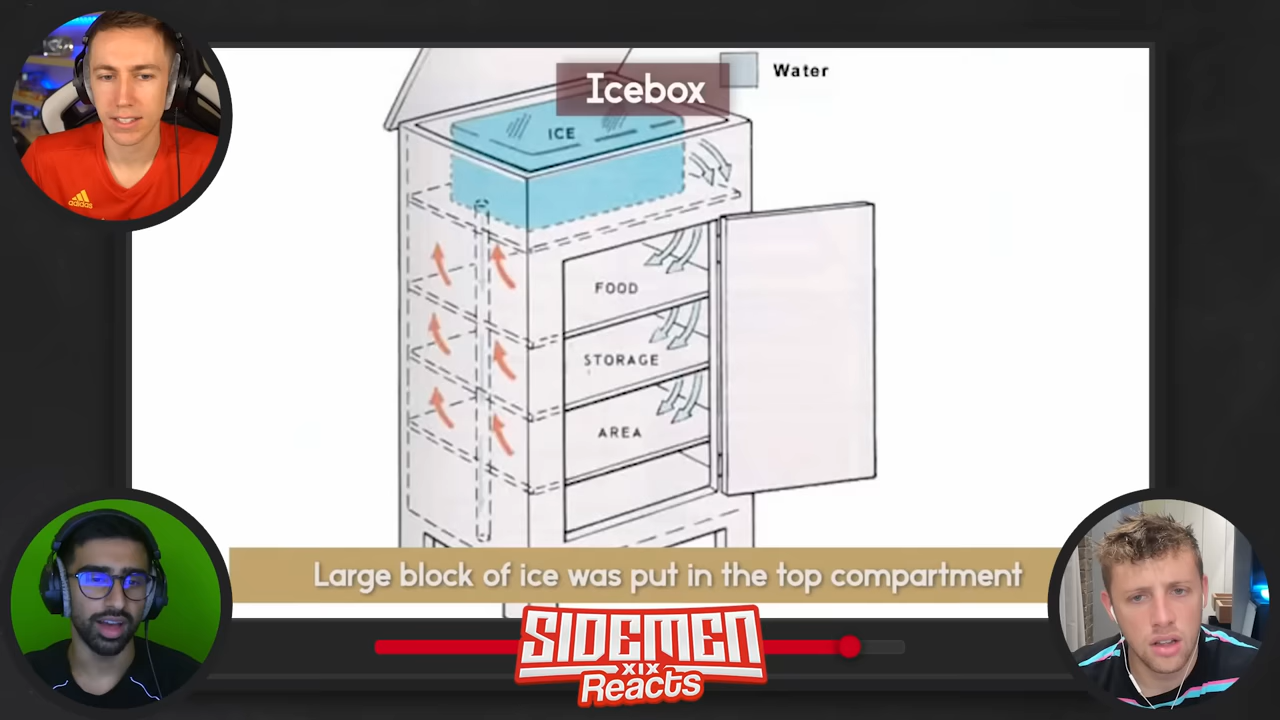 Water
Icebox
ICE
FOOD
STORAGE
AREA
adidas
Large block of ice was put in the top compartment
SIDEMEN
XIX
Reacts